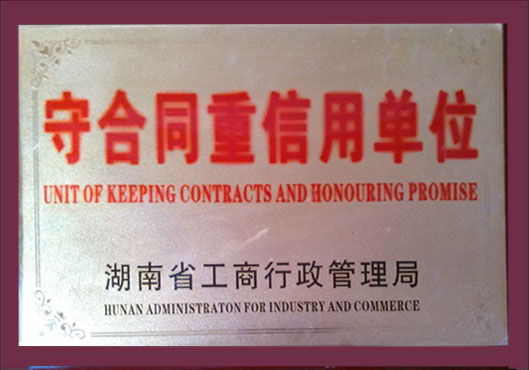 守合同重信用单位
UNIT OF KEEPING CONTRACTS AND HONOURING PROMISE
湖南省工商行政管理局
HUNAN ADMINISTRATON FOR INDUSTRY AND COMMERCE